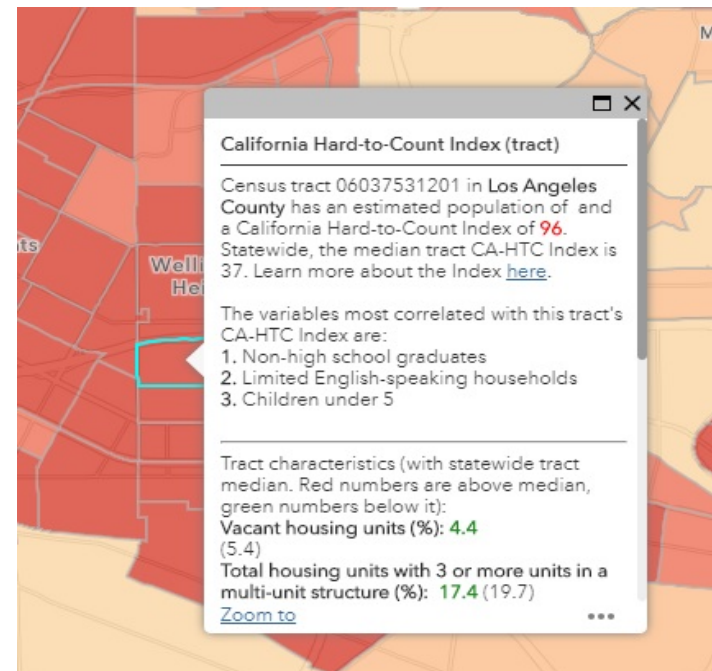 M
California Hard-to-Count Index (tract)
Census tract 06037531201 in Los Angeles
County has an estimated population of and
a California Hard-to-Count Index of 96.
Statewide, the median tract CA-HTC Index is
37. Learn more about the Index here.
ts
Welli
Hei
The variables most correlated with this tract's
CA-HTC Index are:
1. Non-high school graduates
2. Limited English-speaking households
3. Children under 5
Tract characteristics (with statewide tract
median. Red numbers are above median,
green numbers below it):
Vacant housing units (%): 4.4
(5.4)
Total housing units with 3 or more units in a
multi-unit structure (%): 17.4 (19.7)
Zoom to